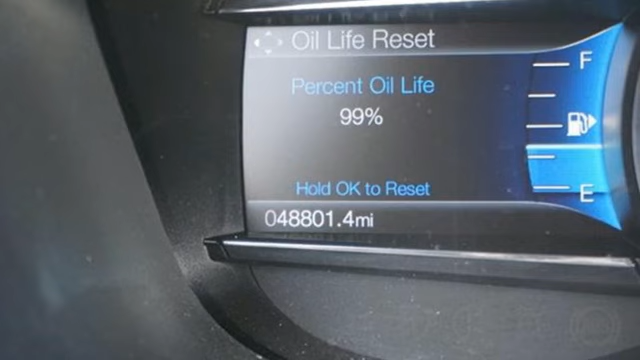 Oil Life Reset
F
Percent Oil Life
99%
Hold OK to Reset
E
048801.4mi